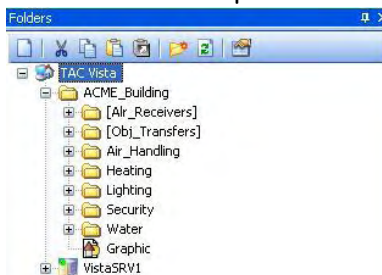 Folders
TAC Vista
ACME_Building
[Alr_Receivers]
[Obj_Transfers]
Air_Handling
Heating
Lighting
Security
Water
Graphic
VistaSRV1